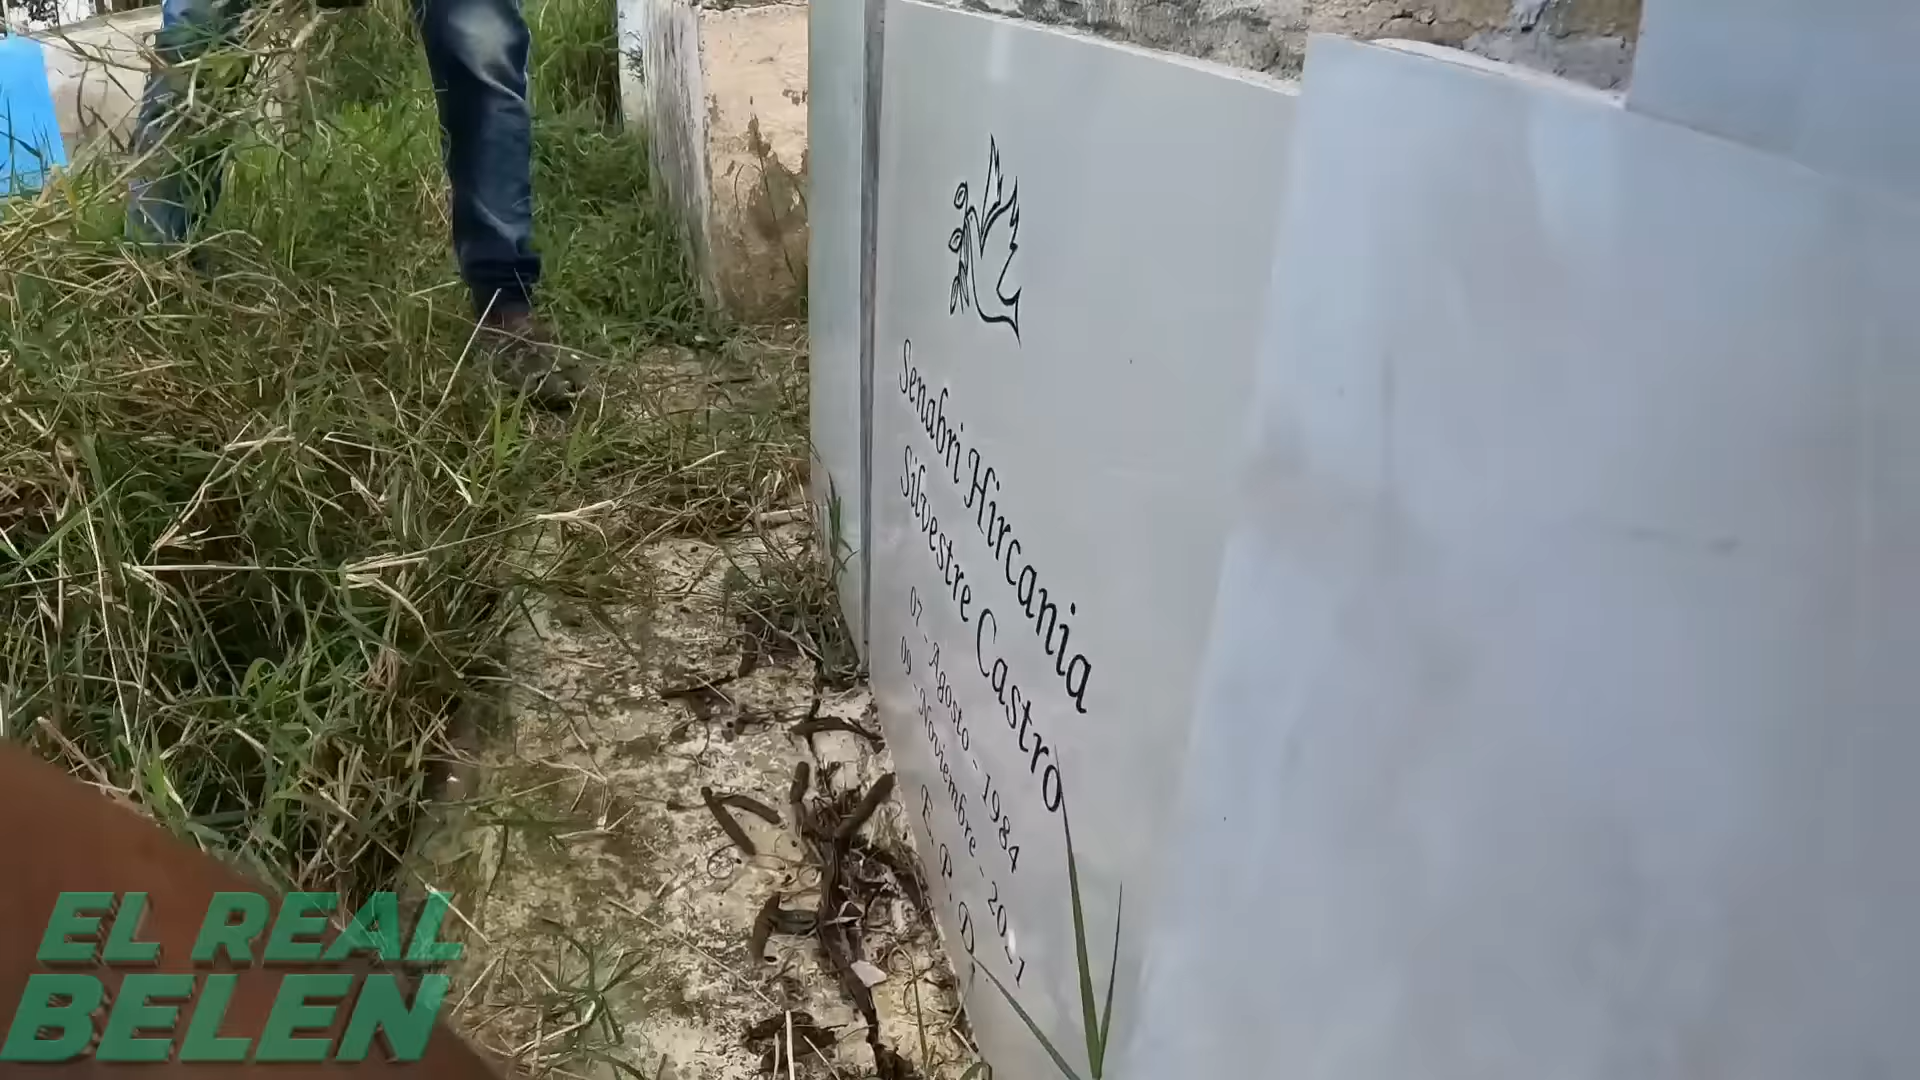 Senabri Hircania
Silvestre Castro
07 - Agosto - 1984
09 - Noviembre - 2021
E. P. D
EL REAL
BELEN